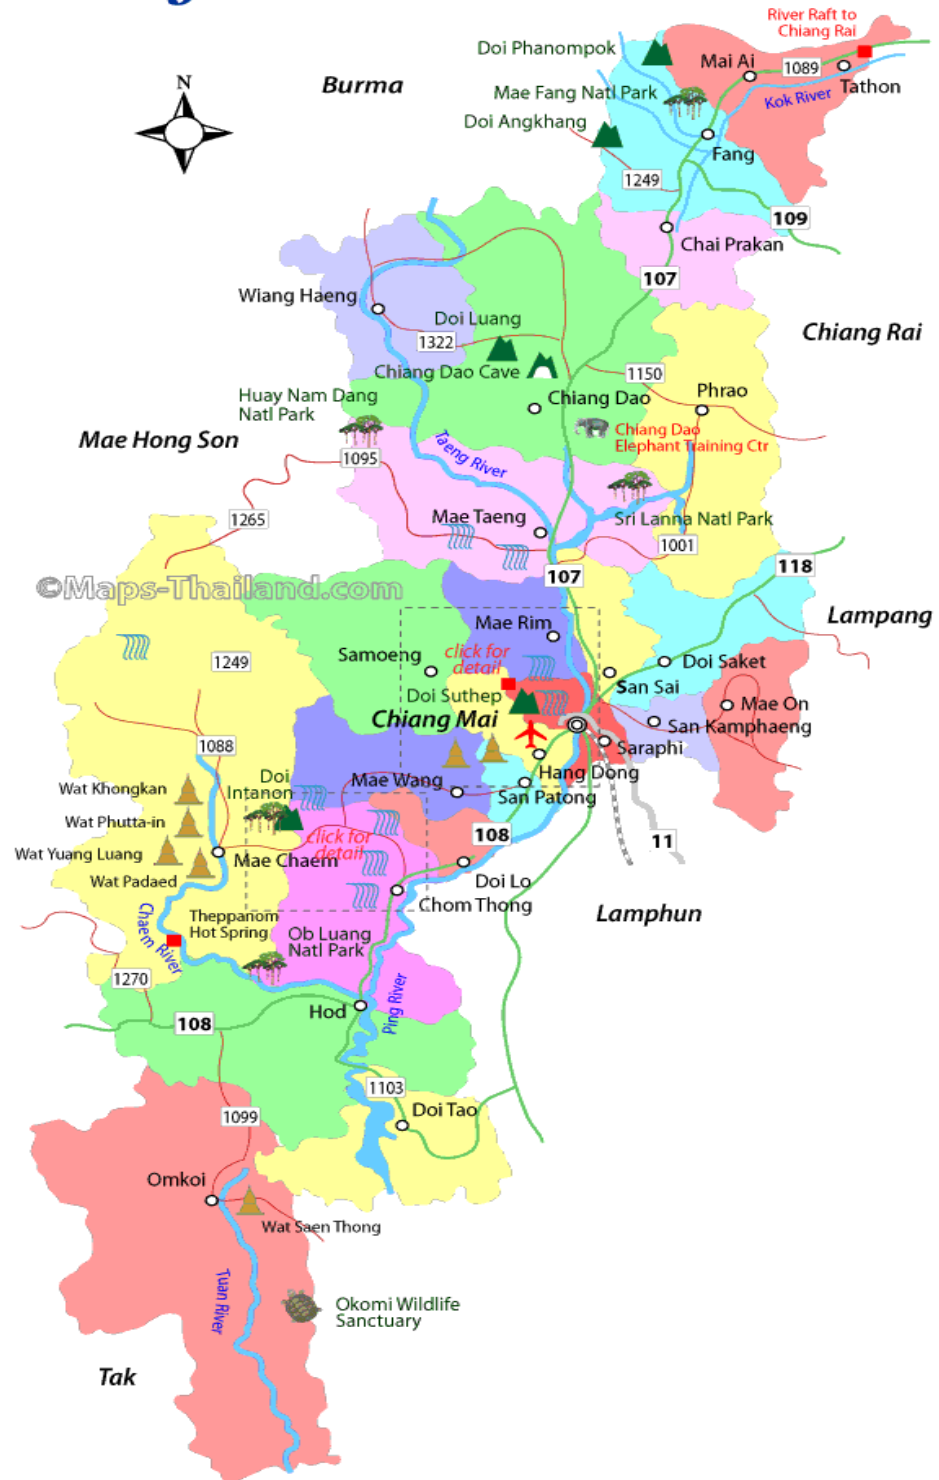 River Raft to
Chiang Rai
Doi Phanompok
Mai Ai
1089
Tathon
Burma
N
Mae Fang Natl Park
Kok River
Doi Angkhang
Fang
1249
109
Chai Prakan
107
Wiang Haeng
Doi Luang
1322
Chiang Rai
Chiang Dao Cave
1150
Phrao
Huay Nam Dang
Natl Park
Chiang Dao
Chiang Dao
Elephant Training Ctr
Mae Hong Son
1095
Taeng River
1265
Mae Taeng
Sri Lanna Natl Park
1001
107
118
©Maps-Thailand.com
Lampang
Mae Rim
Samoeng
click for
detail
1249
Doi Saket
San Sai
Doi Suthep
Mae On
Chiang Mai
San Kamphaeng
1088
Saraphi
Hang Dong
Doi
Intanon
Mae Wang
San Patong
Wat Khongkan
Wat Phutta-in
108
11
click for
detail
Wat Yuang Luang
Mae Chaem
Wat Padaed
Doi Lo
Chom Thong
Lamphun
Theppanom
Hot Spring
Chaem River
Ob Luang
Natl Park
1270
Ping River
Hod
108
1103
1099
Doi Tao
Omkoi
Wat Saen Thong
Tuan River
Okomi Wildlife
Sanctuary
Tak